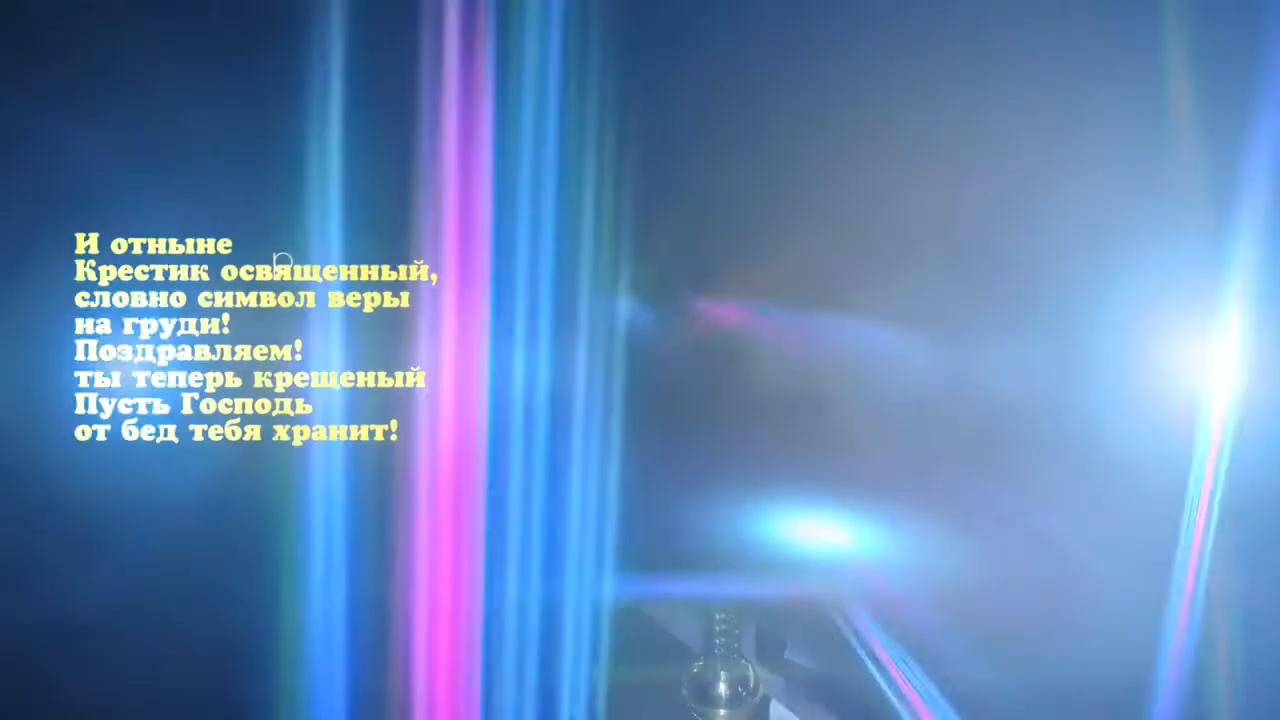 И отныне
Крестик освященный,
словно символ веры
на груди!
Поздравляем!
ты теперь крещеный
Пусть Господь
от бед тебя хранит!